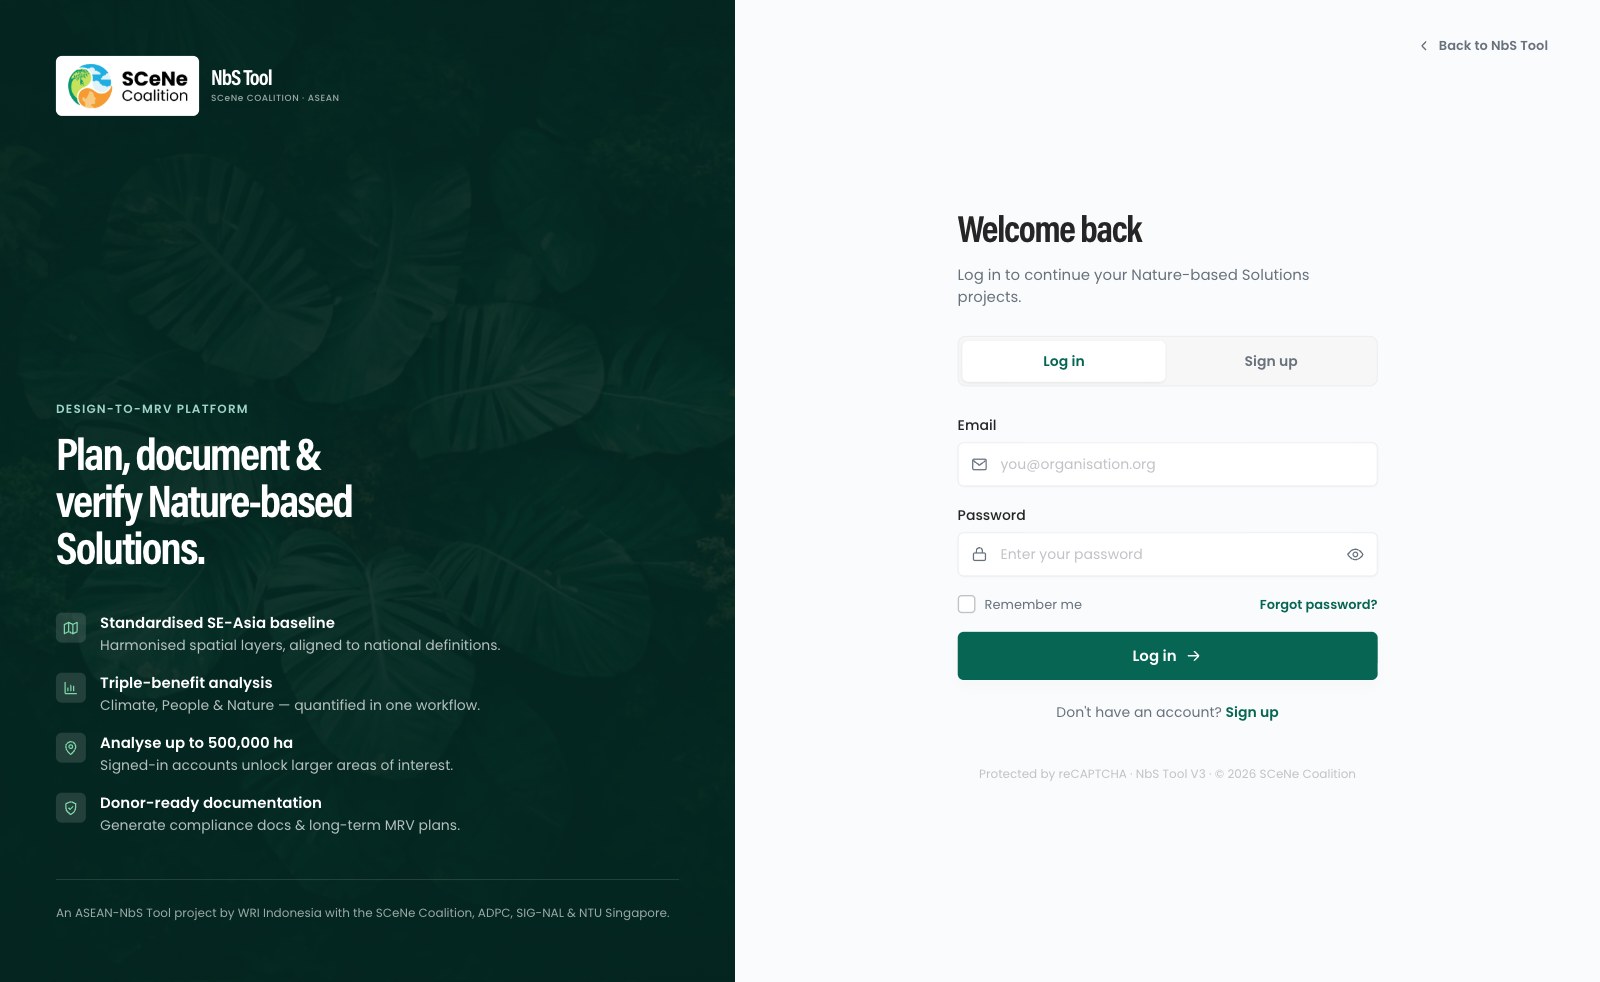 SCeNe
Coalition
NbS Tool
SCeNe COALITION · ASEAN
DESIGN-TO-MRV PLATFORM
Plan, document &
verify Nature-based
Solutions.
Standardised SE-Asia baseline
Harmonised spatial layers, aligned to national definitions.
Triple-benefit analysis
Climate, People & Nature — quantified in one workflow.
Analyse up to 500,000 ha
Signed-in accounts unlock larger areas of interest.
Donor-ready documentation
Generate compliance docs & long-term MRV plans.
An ASEAN-NbS Tool project by WRI Indonesia with the SCeNe Coalition, ADPC, SIG-NAL & NTU Singapore.
Back to NbS Tool
Welcome back
Log in to continue your Nature-based Solutions
projects.
Log in
Sign up
Email
you@organisation.org
Password
Enter your password
Remember me
Forgot password?
Log in →
Don't have an account? Sign up
Protected by reCAPTCHA · NbS Tool V3 · © 2026 SCeNe Coalition